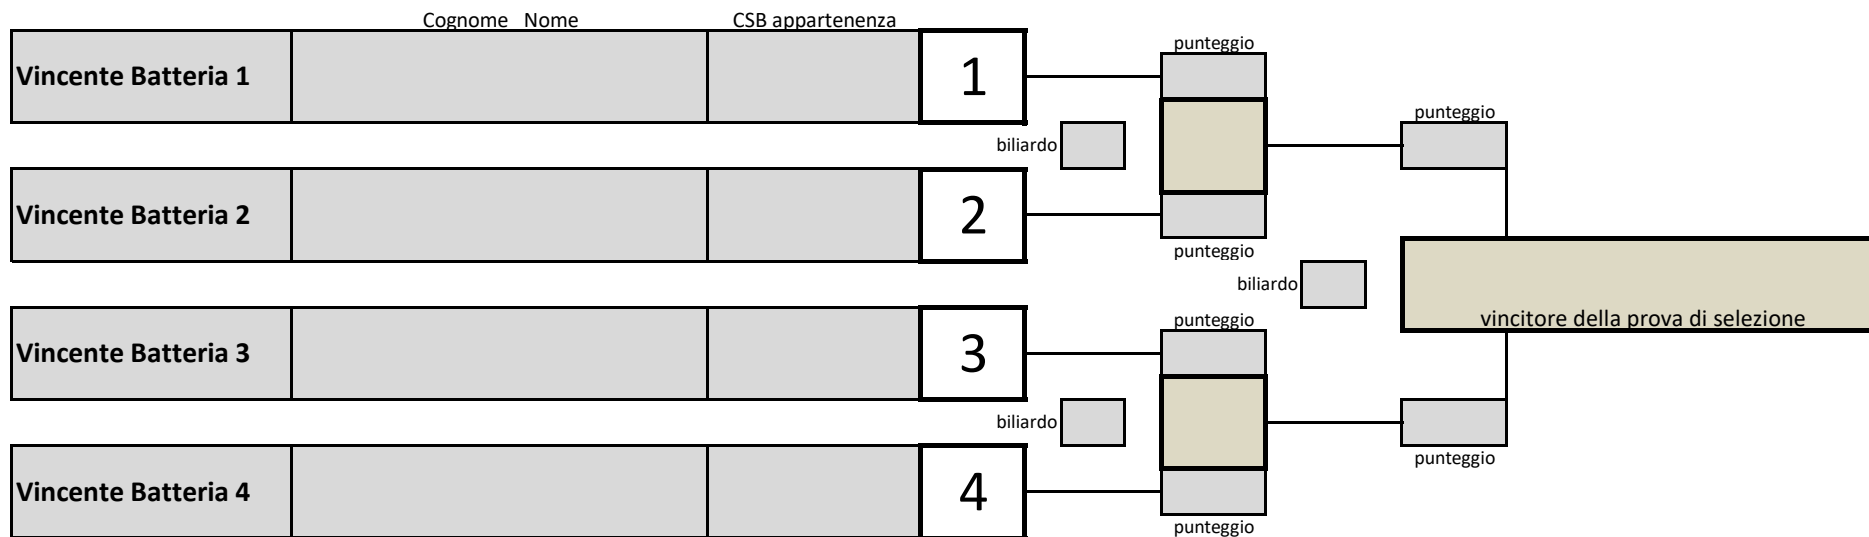 Cognome Nome CSB appartenenza
punteggio
Vincente Batteria 1 1
punteggio
biliardo
Vincente Batteria 2 2
punteggio
biliardo
vincitore della prova di selezione
punteggio
Vincente Batteria 3 3
biliardo
punteggio
Vincente Batteria 4 4
punteggio